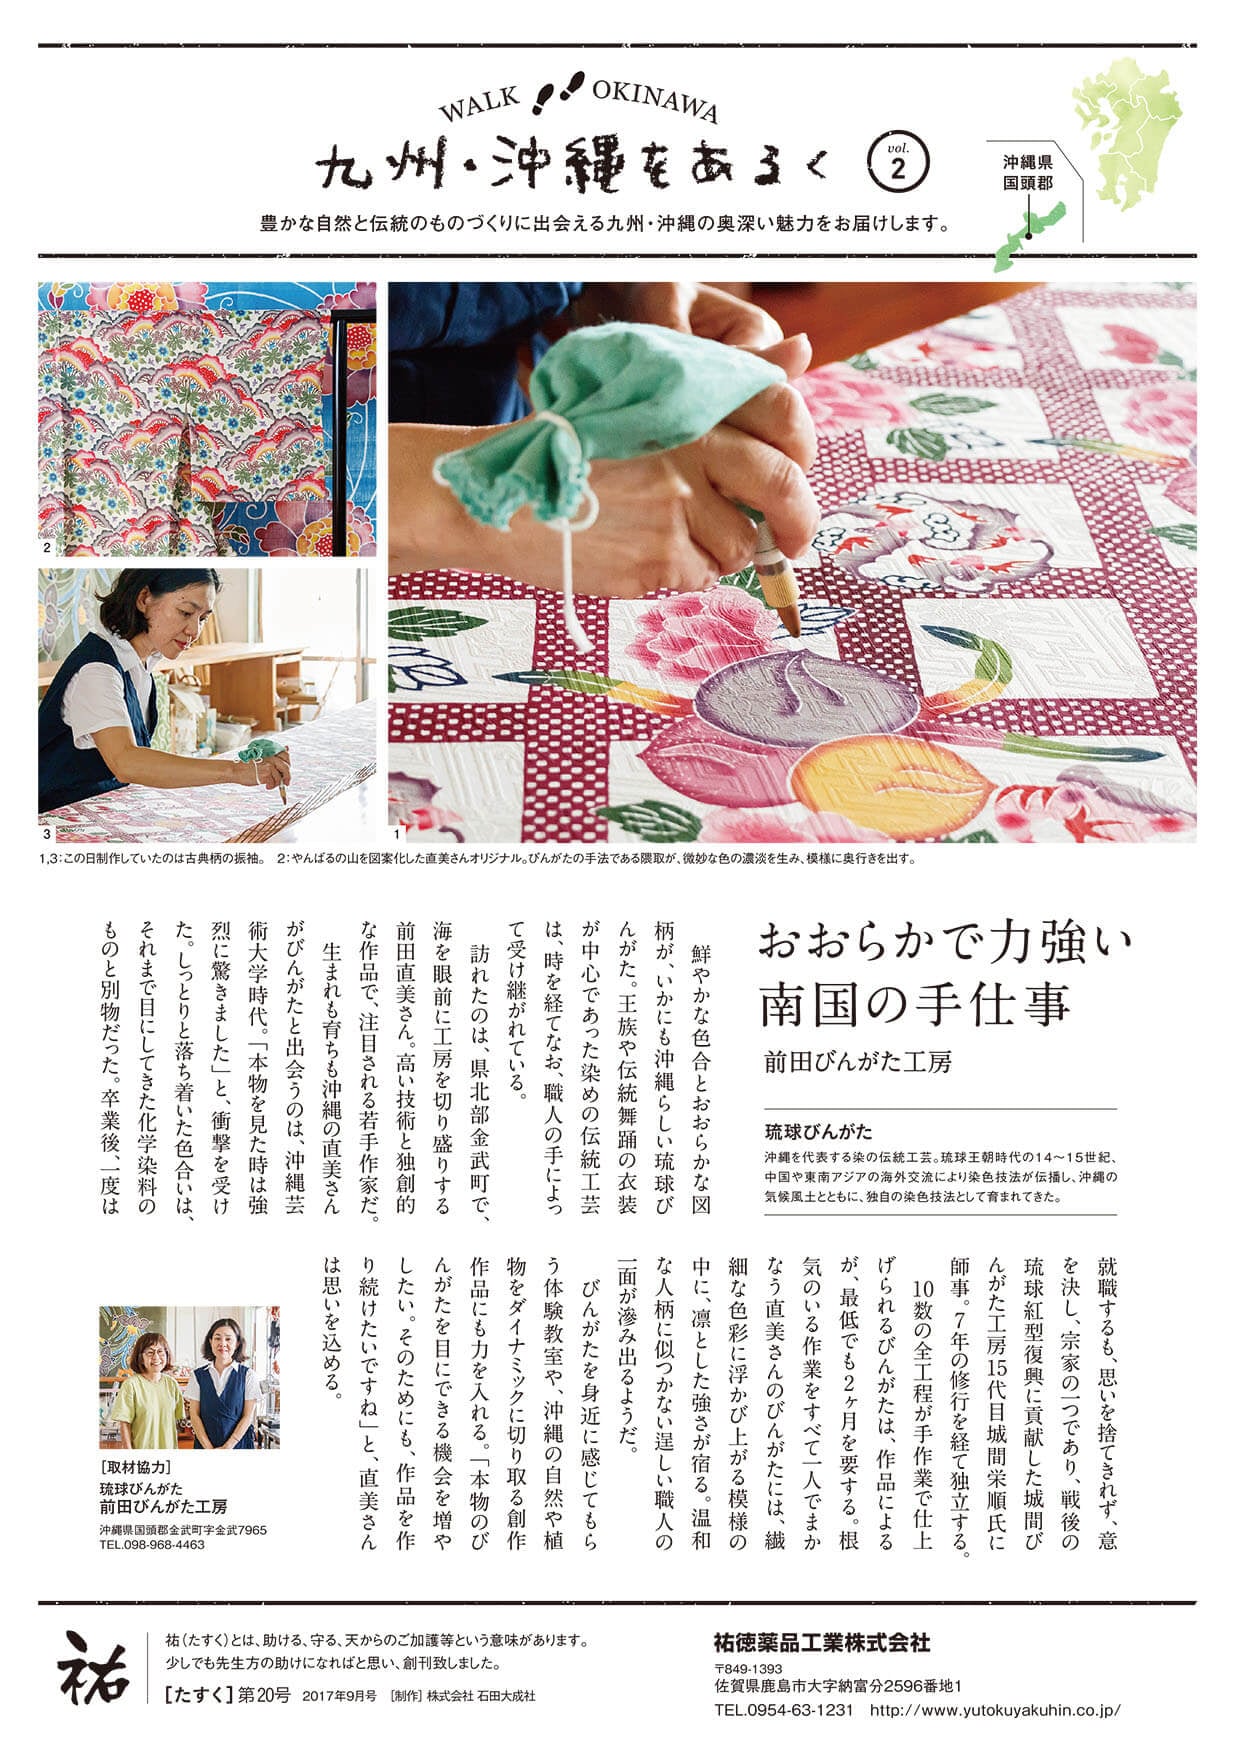 WALK OKINAWA
九州・沖縄をあるく
vol.
2
豊かな自然と伝統のものづくりに出会える九州・沖縄の奥深い魅力をお届けします。
沖縄県
国頭郡
2
3
1
1,3:この日制作していたのは古典柄の振袖。 2:やんばるの山を図案化した直美さんオリジナル。びんがたの手法である隈取が、微妙な色の濃淡を生み、模様に奥行きを出す。
おおらかで力強い
南国の手仕事
前田びんがた工房
琉球びんがた
沖縄を代表する染の伝統工芸。琉球王朝時代の14〜15世紀、
中国や東南アジアの海外交流により染色技法が伝播し、沖縄の
気候風土とともに、独自の染色技法として育まれてきた。
鮮やかな色合とおおらかな図
柄が、いかにも沖縄らしい琉球び
んがた。王族や伝統舞踊の衣装
が中心であった染めの伝統工芸
は、時を経てなお、職人の手によっ
て受け継がれている。
訪れたのは、県北部金武町で、
海を眼前に工房を切り盛りする
前田直美さん。高い技術と独創的
な作品で、注目される若手作家だ。
生まれも育ちも沖縄の直美さん
がびんがたと出会うのは、沖縄芸
術大学時代。「本物を見た時は強
烈に驚きました」と、衝撃を受け
た。しっとりと落ち着いた色合いは、
それまで目にしてきた化学染料の
ものと別物だった。卒業後、一度は
就職するも、思いを捨てきれず、意
を決し、宗家の一つであり、戦後の
琉球紅型復興に貢献した城間び
んがた工房15代目城間栄順氏に
師事。7年の修行を経て独立する。
10数の全工程が手作業で仕上
げられるびんがたは、作品による
が、最低でも2ヶ月を要する。根
気のいる作業をすべて一人でまか
なう直美さんのびんがたには、繊
細な色彩に浮かび上がる模様の
中に、凛とした強さが宿る。温和
な人柄に似つかない逞しい職人の
一面が滲み出るようだ。
びんがたを身近に感じてもら
う体験教室や、沖縄の自然や植
物をダイナミックに切り取る創作
作品にも力を入れる。「本物のび
んがたを目にできる機会を増や
したい。そのためにも、作品を作
り続けたいですね」と、直美さん
は思いを込める。
[取材協力]
琉球びんがた
前田びんがた工房
沖縄県国頭郡金武町字金武7965
TEL.098-968-4463
祐
祐(たすく)とは、助ける、守る、天からのご加護等という意味があります。
少しでも先生方の助けになればと思い、創刊致しました。
[たすく]第20号 2017年9月号 [制作] 株式会社 石田大成社
祐徳薬品工業株式会社
〒849-1393
佐賀県鹿島市大字納富分2596番地1
TEL.0954-63-1231 http://www.yutokuyakuhin.co.jp/